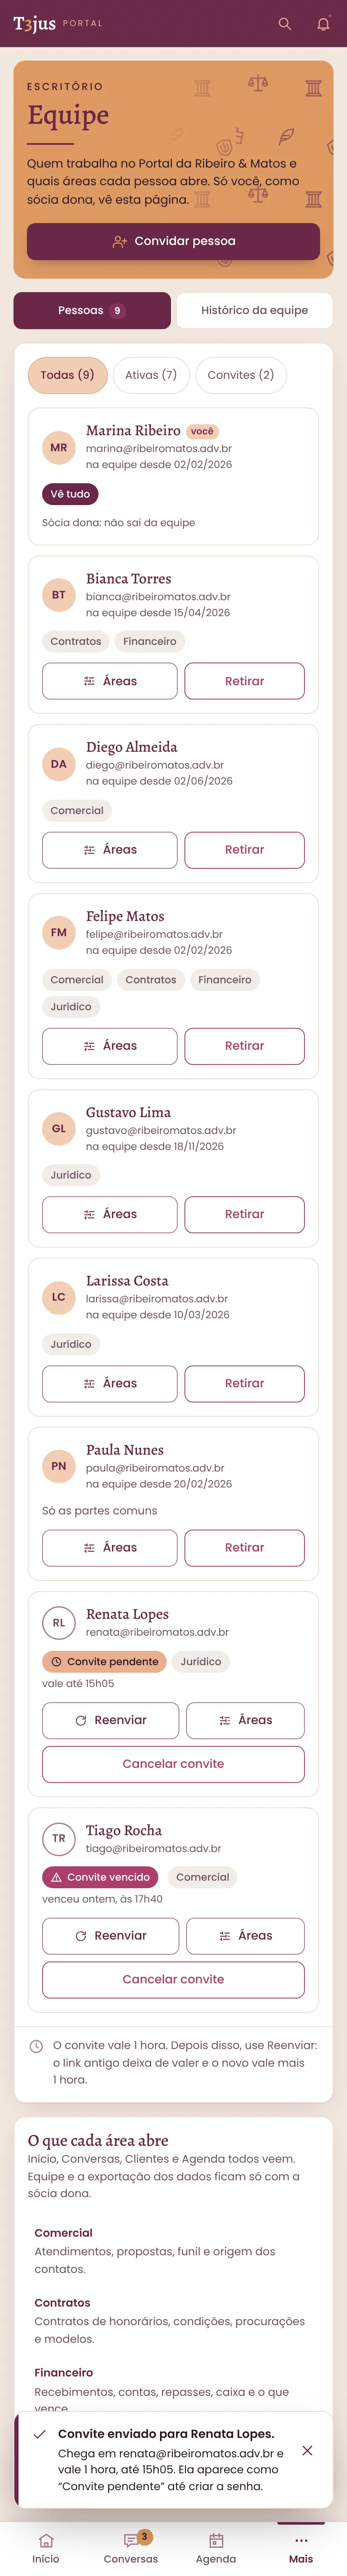 T3jus PORTAL
ESCRITÓRIO
Equipe
Quem trabalha no Portal da Ribeiro & Matos e
quais áreas cada pessoa abre. Só você, como
sócia dona, vê esta página.
Convidar pessoa
Pessoas 9
Histórico da equipe
Todas (9)
Ativas (7)
Convites (2)
MR
Marina Ribeiro você
marina@ribeiromatos.adv.br
na equipe desde 02/02/2026
Vê tudo
Sócia dona: não sai da equipe
BT
Bianca Torres
bianca@ribeiromatos.adv.br
na equipe desde 15/04/2026
Contratos
Financeiro
Áreas
Retirar
DA
Diego Almeida
diego@ribeiromatos.adv.br
na equipe desde 02/06/2026
Comercial
Áreas
Retirar
FM
Felipe Matos
felipe@ribeiromatos.adv.br
na equipe desde 02/02/2026
Comercial
Contratos
Financeiro
Jurídico
Áreas
Retirar
GL
Gustavo Lima
gustavo@ribeiromatos.adv.br
na equipe desde 18/11/2026
Jurídico
Áreas
Retirar
LC
Larissa Costa
larissa@ribeiromatos.adv.br
na equipe desde 10/03/2026
Jurídico
Áreas
Retirar
PN
Paula Nunes
paula@ribeiromatos.adv.br
na equipe desde 20/02/2026
Só as partes comuns
Áreas
Retirar
RL
Renata Lopes
renata@ribeiromatos.adv.br
Convite pendente
Jurídico
vale até 15h05
Reenviar
Áreas
Cancelar convite
TR
Tiago Rocha
tiago@ribeiromatos.adv.br
Convite vencido
Comercial
venceu ontem, às 17h40
Reenviar
Áreas
Cancelar convite
O convite vale 1 hora. Depois disso, use Reenviar:
o link antigo deixa de valer e o novo vale mais
1 hora.
O que cada área abre
Início, Conversas, Clientes e Agenda todos veem.
Equipe e a exportação dos dados ficam só com a
sócia dona.
Comercial
Atendimentos, propostas, funil e origem dos
contatos.
Contratos
Contratos de honorários, condições, procurações
e modelos.
Financeiro
Recebimentos, contas, repasses, caixa e o que
vence.
Convite enviado para Renata Lopes.
Chega em renata@ribeiromatos.adv.br e
vale 1 hora, até 15h05. Ela aparece como
“Convite pendente” até criar a senha.
Início
Conversas 3
Agenda
Mais